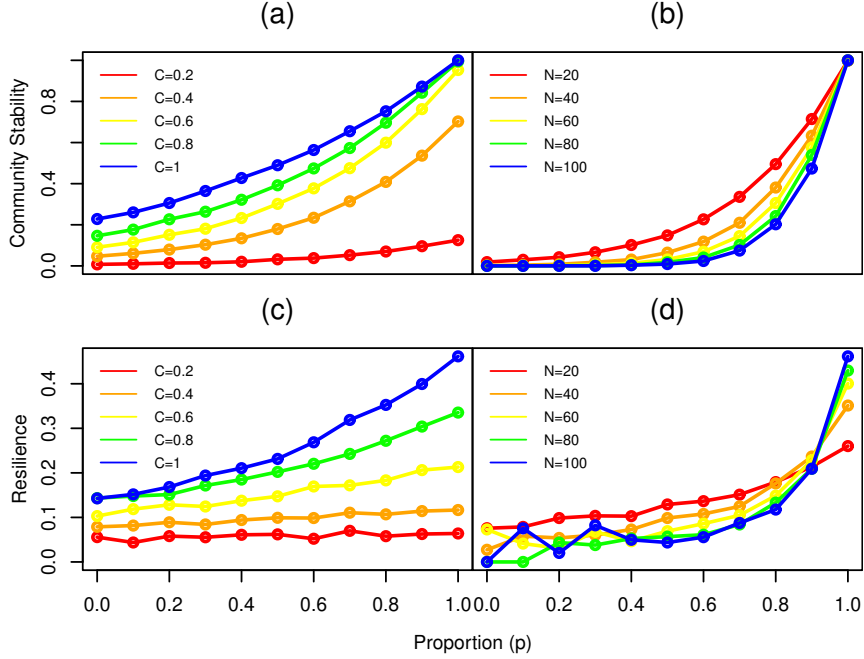 (a)
(b)
Community Stability
0.0
0.4
0.8
C=0.2
C=0.4
C=0.6
C=0.8
C=1
N=20
N=40
N=60
N=80
N=100
(c)
(d)
Resilience
0.0
0.1
0.2
0.3
0.4
C=0.2
C=0.4
C=0.6
C=0.8
C=1
N=20
N=40
N=60
N=80
N=100
0.0 0.2 0.4 0.6 0.8 1.0 0.2 0.4 0.6 0.8 1.0
Proportion (p)